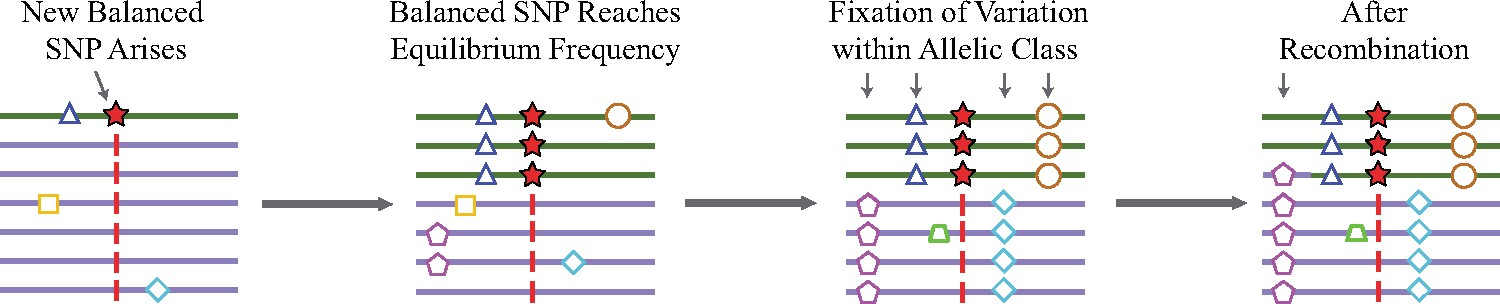 New Balanced
SNP Arises
Balanced SNP Reaches
Equilibrium Frequency
Fixation of Variation
within Allelic Class
After
Recombination